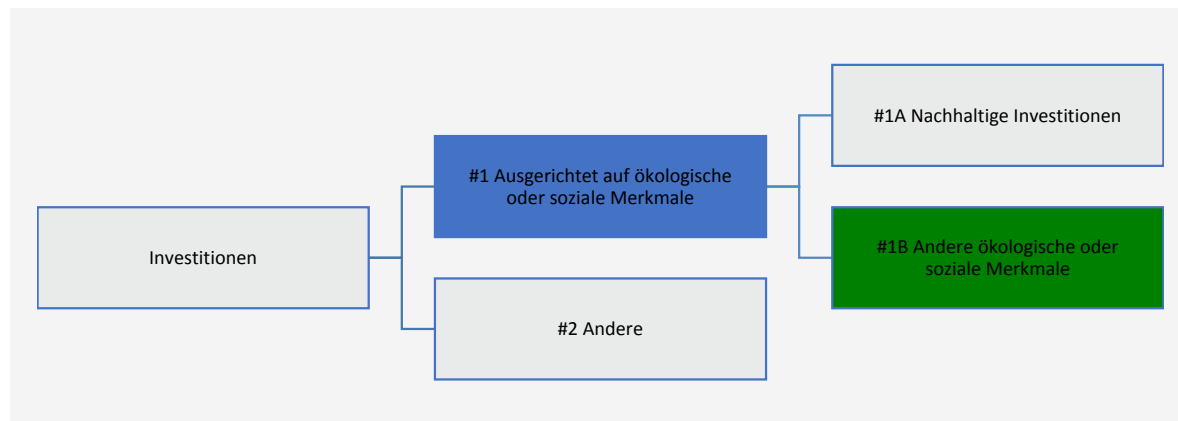 #1A Nachhaltige Investitionen
#1 Ausgerichtet auf ökologische
oder soziale Merkmale
Investitionen
#1B Andere ökologische oder
soziale Merkmale
#2 Andere